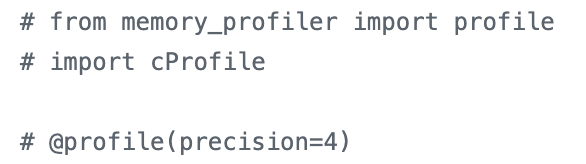 # from memory_profiler import profile
# import cProfile
# @profile(precision=4)